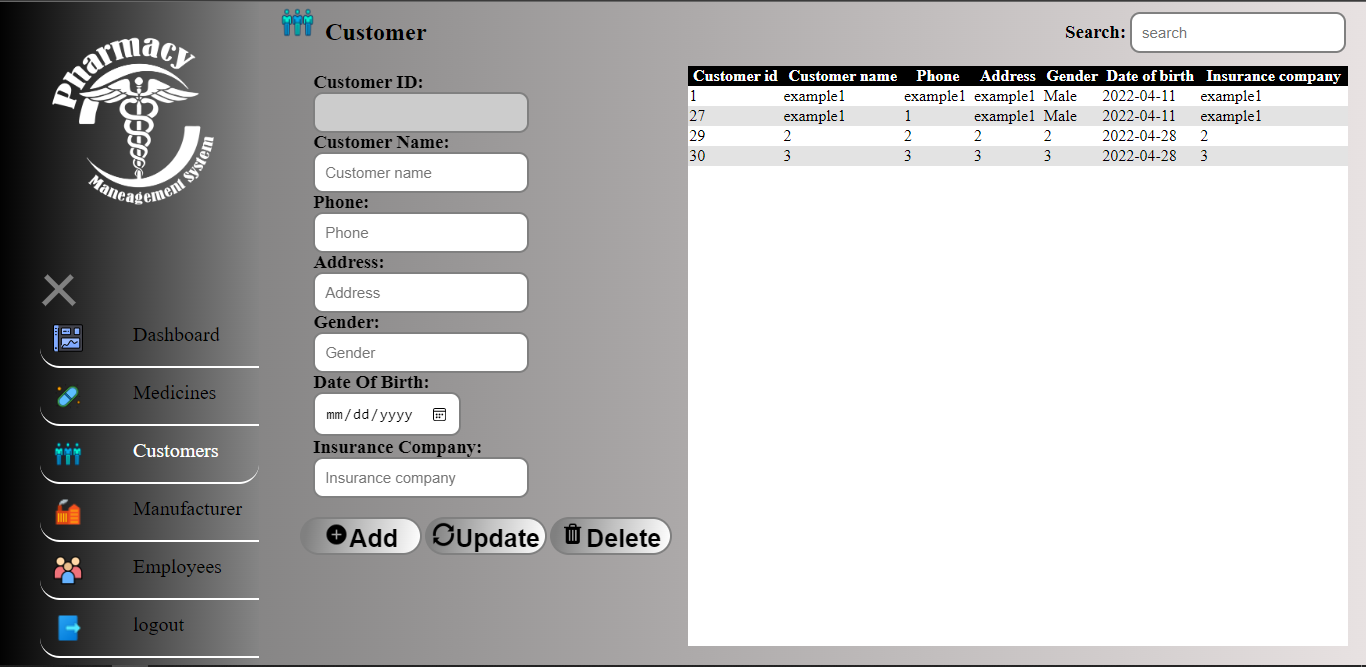 Pharmacy
Maneagement System
Dashboard
Medicines
Customers
Manufacturer
Employees
logout
Customer
Customer ID:
Customer Name:
Customer name
Phone:
Phone
Address:
Address
Gender:
Gender
Date Of Birth:
mm/dd/yyyy
Insurance Company:
Insurance company
Add Update Delete
Search: search
Customer id Customer name Phone Address Gender Date of birth Insurance company
1 example1 example1 example1 Male 2022-04-11 example1
27 example1 1 example1 Male 2022-04-11 example1
29 2 2 2 2 2022-04-28 2
30 3 3 3 3 2022-04-28 3